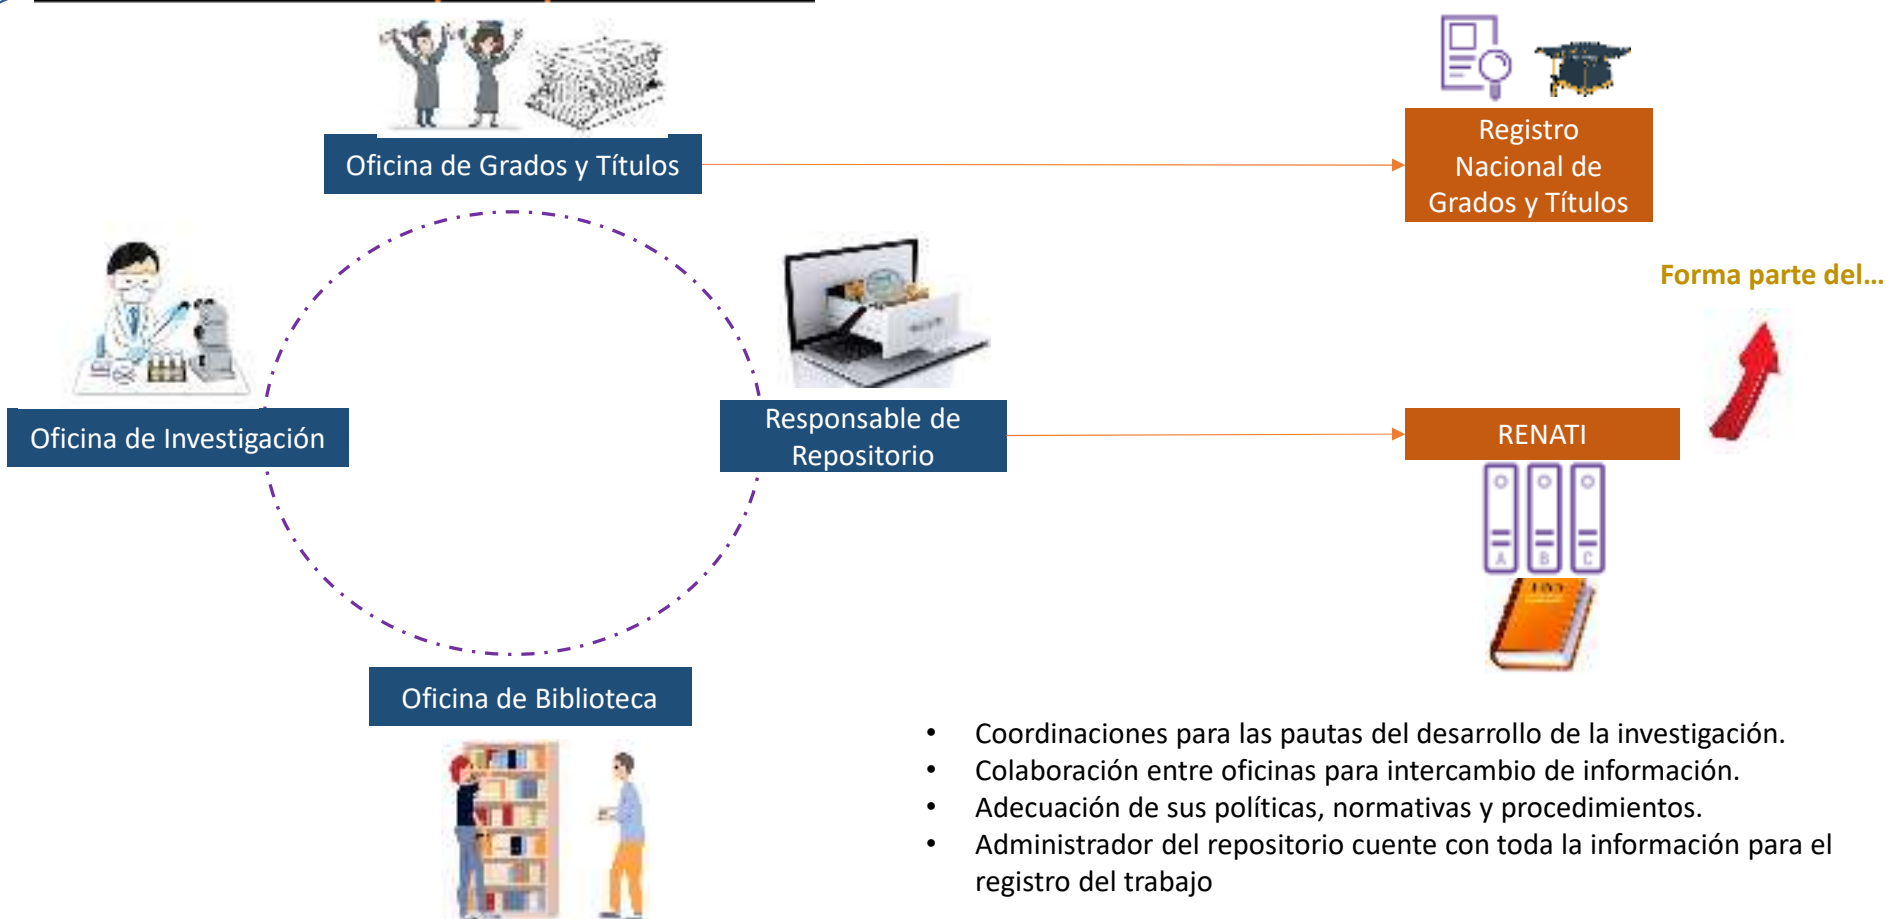 Oficina de Grados y Títulos
Registro
Nacional de
Grados y Títulos
Forma parte del...
Oficina de Investigación
Responsable de
Repositorio
RENATI
A B C
Oficina de Biblioteca
• Coordinaciones para las pautas del desarrollo de la investigación.
• Colaboración entre oficinas para intercambio de información.
• Adecuación de sus políticas, normativas y procedimientos.
• Administrador del repositorio cuente con toda la información para el
registro del trabajo